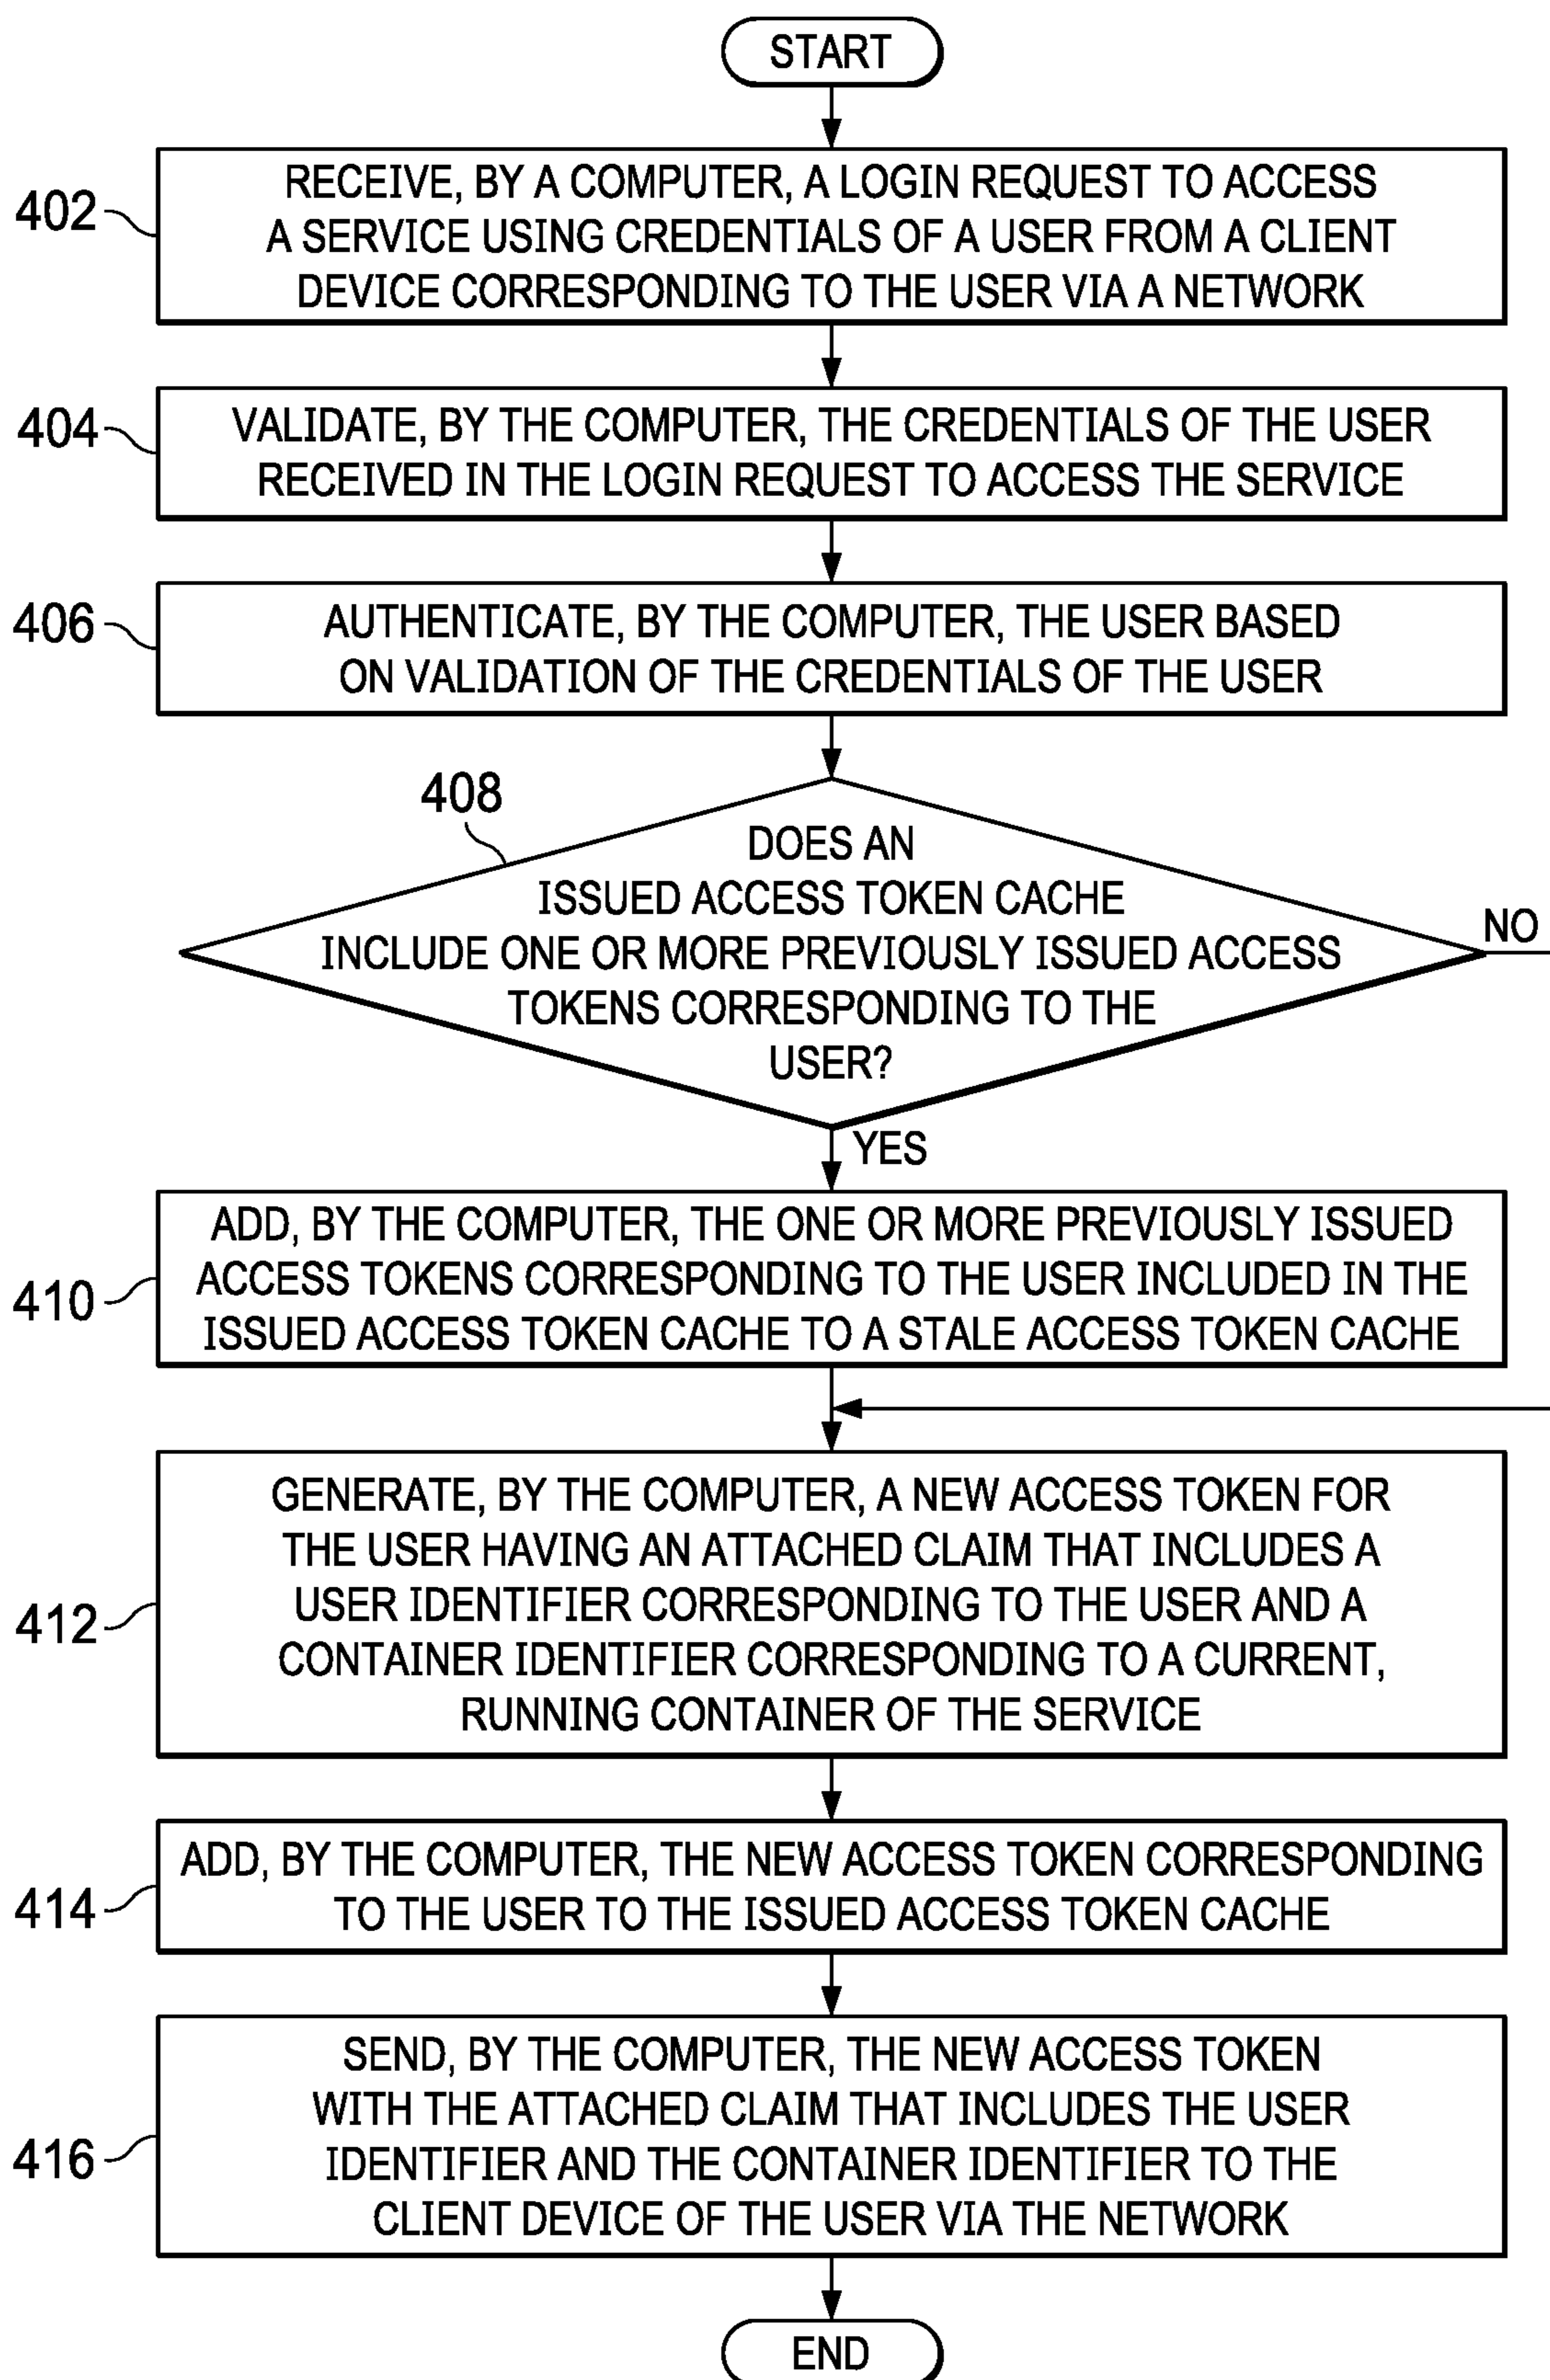 START
402
RECEIVE, BY A COMPUTER, A LOGIN REQUEST TO ACCESS
A SERVICE USING CREDENTIALS OF A USER FROM A CLIENT
DEVICE CORRESPONDING TO THE USER VIA A NETWORK
404
VALIDATE, BY THE COMPUTER, THE CREDENTIALS OF THE USER
RECEIVED IN THE LOGIN REQUEST TO ACCESS THE SERVICE
406
AUTHENTICATE, BY THE COMPUTER, THE USER BASED
ON VALIDATION OF THE CREDENTIALS OF THE USER
408
DOES AN
ISSUED ACCESS TOKEN CACHE
INCLUDE ONE OR MORE PREVIOUSLY ISSUED ACCESS
TOKENS CORRESPONDING TO THE
USER?
NO
YES
410
ADD, BY THE COMPUTER, THE ONE OR MORE PREVIOUSLY ISSUED
ACCESS TOKENS CORRESPONDING TO THE USER INCLUDED IN THE
ISSUED ACCESS TOKEN CACHE TO A STALE ACCESS TOKEN CACHE
412
GENERATE, BY THE COMPUTER, A NEW ACCESS TOKEN FOR
THE USER HAVING AN ATTACHED CLAIM THAT INCLUDES A
USER IDENTIFIER CORRESPONDING TO THE USER AND A
CONTAINER IDENTIFIER CORRESPONDING TO A CURRENT,
RUNNING CONTAINER OF THE SERVICE
414
ADD, BY THE COMPUTER, THE NEW ACCESS TOKEN CORRESPONDING
TO THE USER TO THE ISSUED ACCESS TOKEN CACHE
416
SEND, BY THE COMPUTER, THE NEW ACCESS TOKEN
WITH THE ATTACHED CLAIM THAT INCLUDES THE USER
IDENTIFIER AND THE CONTAINER IDENTIFIER TO THE
CLIENT DEVICE OF THE USER VIA THE NETWORK
END